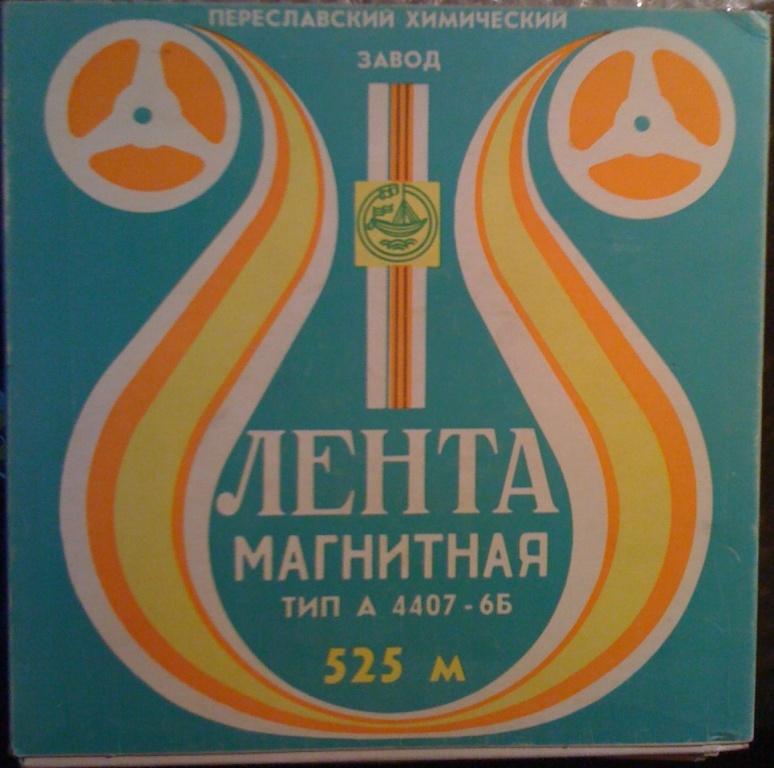 ПЕРЕСЛАВСКИЙ ХИМИЧЕСКИЙ
ЗАВОД
ЛЕНТА
МАГНИТНАЯ
ТИП А 4407-6Б
525 м